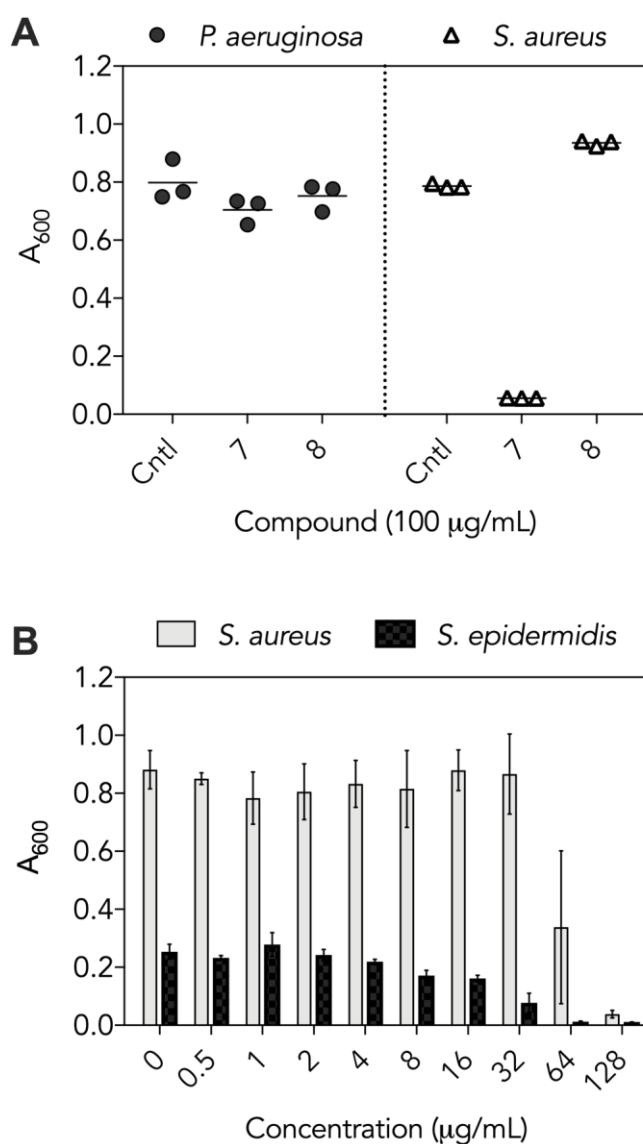 A
P. aeruginosa S. aureus
1.2
1.0
0.8
0.6
0.4
0.2
0.0
A600
Cntl 7 8 Cntl 7 8
Compound (100 μg/mL)
B
S. aureus S. epidermidis
1.2
1.0
0.8
0.6
0.4
0.2
0.0
A600
0 0.5 1 2 4 8 16 32 64 128
Concentration (μg/mL)